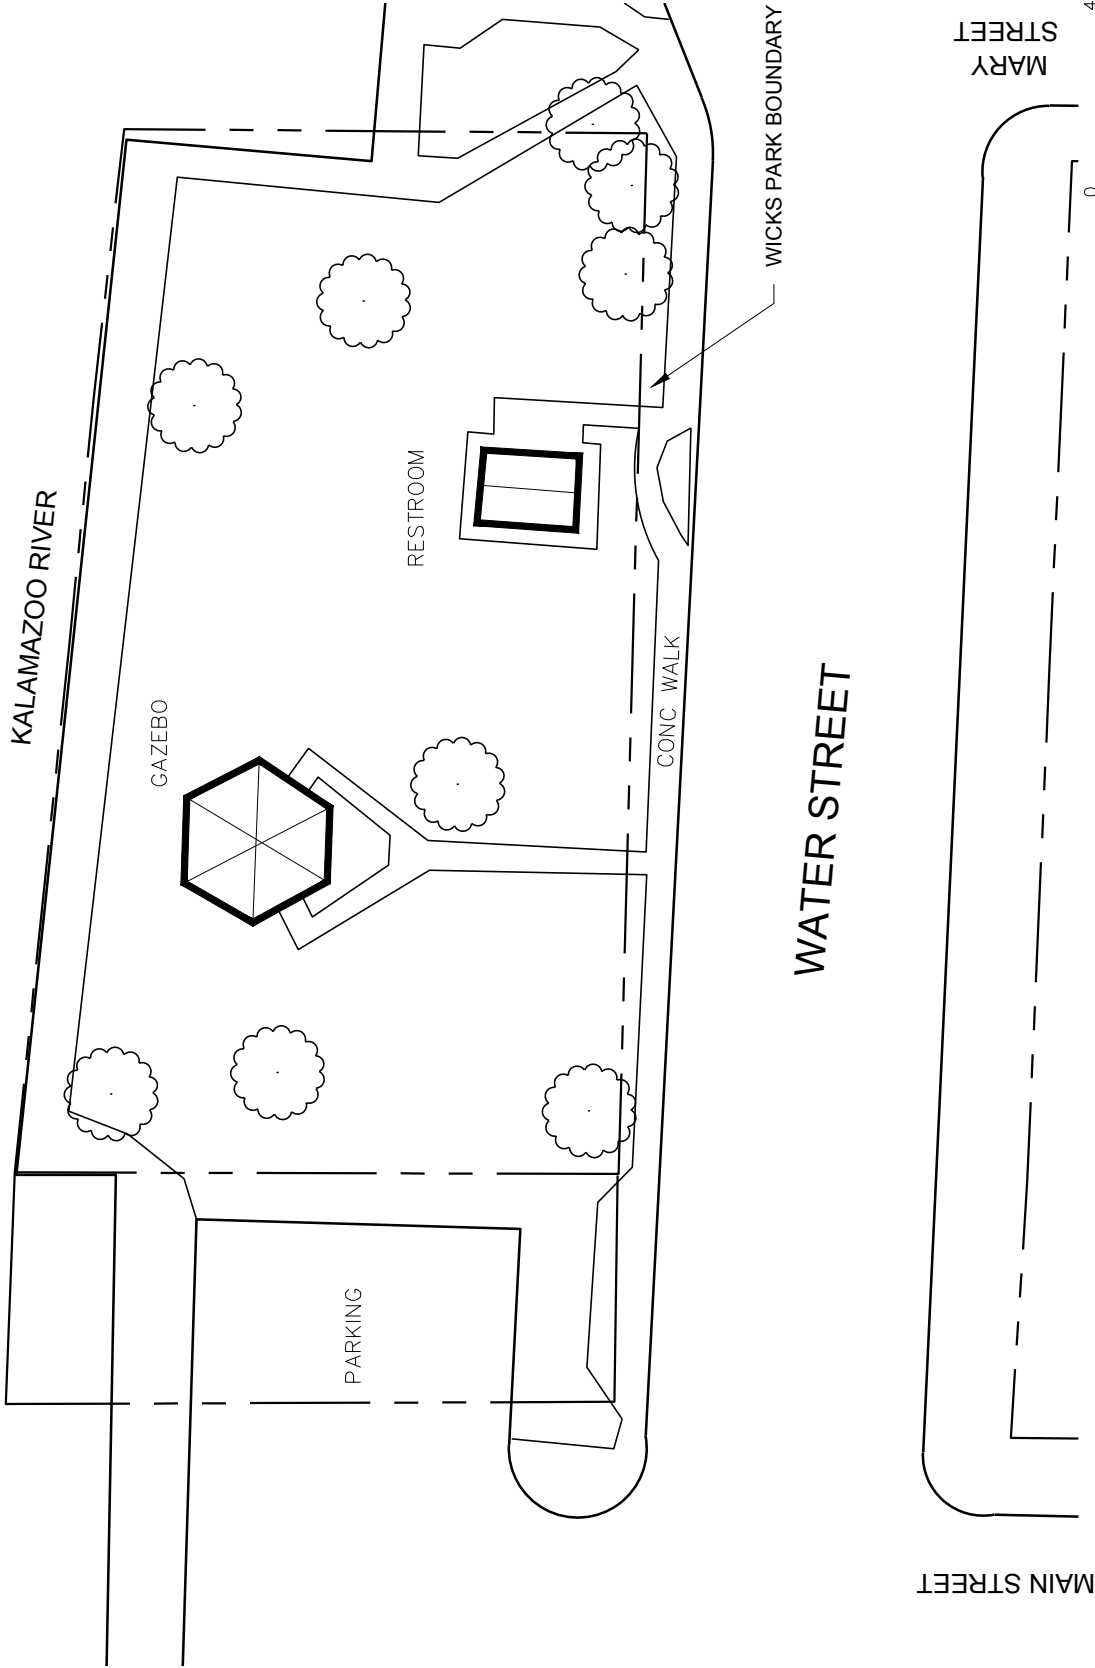 MARY
STREET
4
0
WICKS PARK BOUNDARY
KALAMAZOO RIVER
RESTROOM
GAZEBO
CONC WALK
WATER STREET
PARKING
MAIN STREET